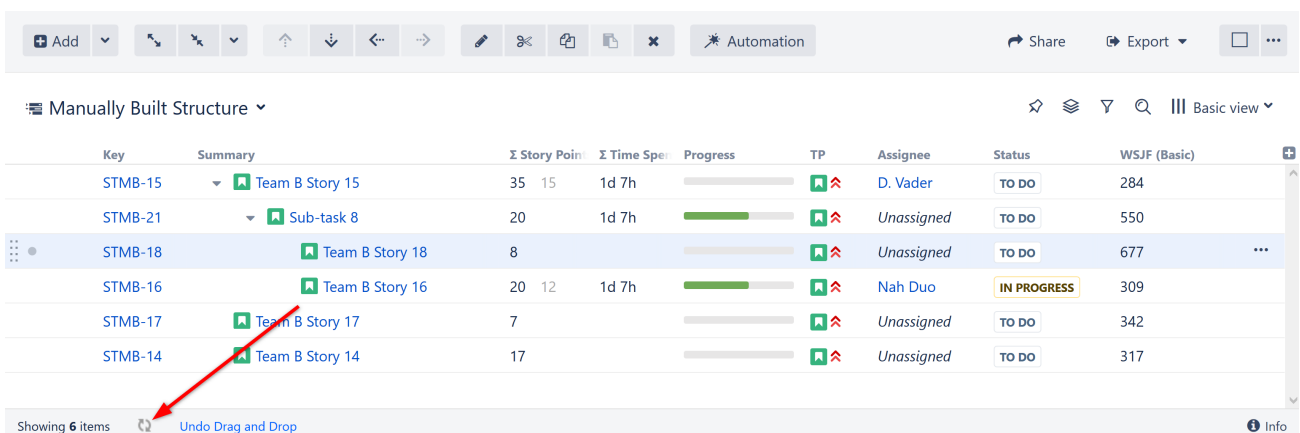 Add Automation Share Export
Manually Built Structure Basic view
Key Summary Σ Story Poin Σ Time Spe Progress TP Assignee Status WSJF (Basic)
STMB-15 Team B Story 15 35 15 1d 7h D. Vader TO DO 284
STMB-21 Sub-task 8 20 1d 7h Unassigned TO DO 550
STMB-18 Team B Story 18 8 Unassigned TO DO 677
STMB-16 Team B Story 16 20 12 1d 7h Nah Duo IN PROGRESS 309
STMB-17 Team B Story 17 7 Unassigned TO DO 342
STMB-14 Team B Story 14 17 Unassigned TO DO 317
Showing 6 items Undo Drag and Drop Info